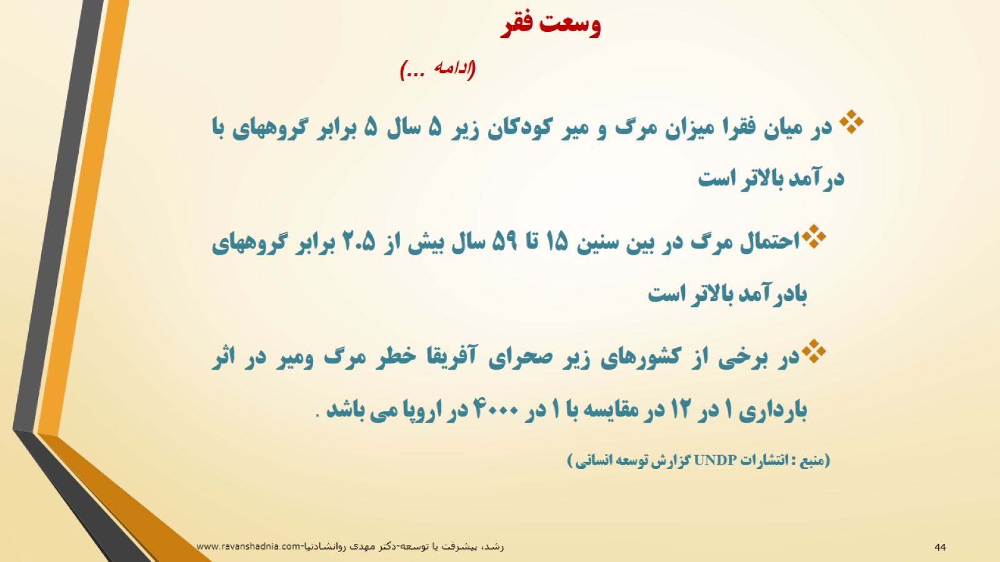 وسعت فقر
(ادامه ...)
در میان فقرا میزان مرگ و میر کودکان زیر ۵ سال ۵ برابر گروههای با
درآمد بالاتر است
احتمال مرگ در بین سنین ۱۵ تا ۵۹ سال بیش از ۲.۵ برابر گروههای
بادرآمد بالاتر است
در برخی از کشورهای زیر صحرای آفریقا خطر مرگ ومیر در اثر
بارداری ۱ در ۱۲ در مقایسه با ۱ در ۴۰۰۰ در اروپا می باشد .
(منبع : انتشارات UNDP گزارش توسعه انسانی )
رشد، پیشرفت یا توسعه-دکتر مهدی روانشادنیا-www.ravanshadnia.com
44